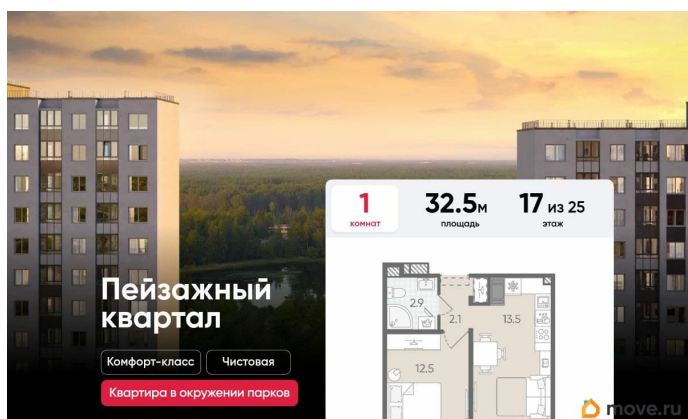 1
комнат
32.5м
площадь
17 из 25
этаж
Пейзажный
квартал
Комфорт-класс
Чистовая
Квартира в окружении парков
2.9
2.1
13.5
12.5
move.ru